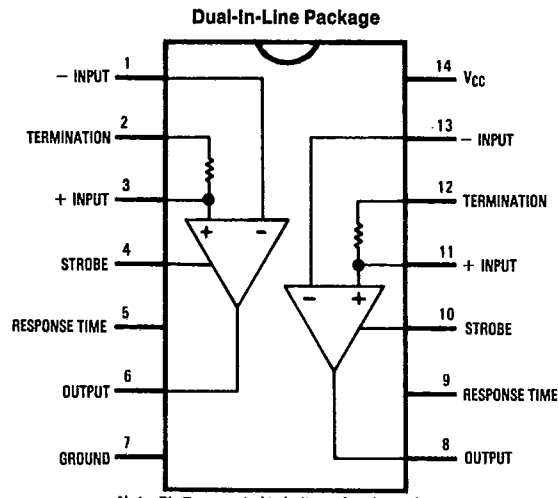 Dual-In-Line Package
1
− INPUT
2
TERMINATION
3
+ INPUT
4
STROBE
5
RESPONSE TIME
6
OUTPUT
7
GROUND
14
VCC
13
− INPUT
12
TERMINATION
11
+ INPUT
10
STROBE
9
RESPONSE TIME
8
OUTPUT
+ −
− +